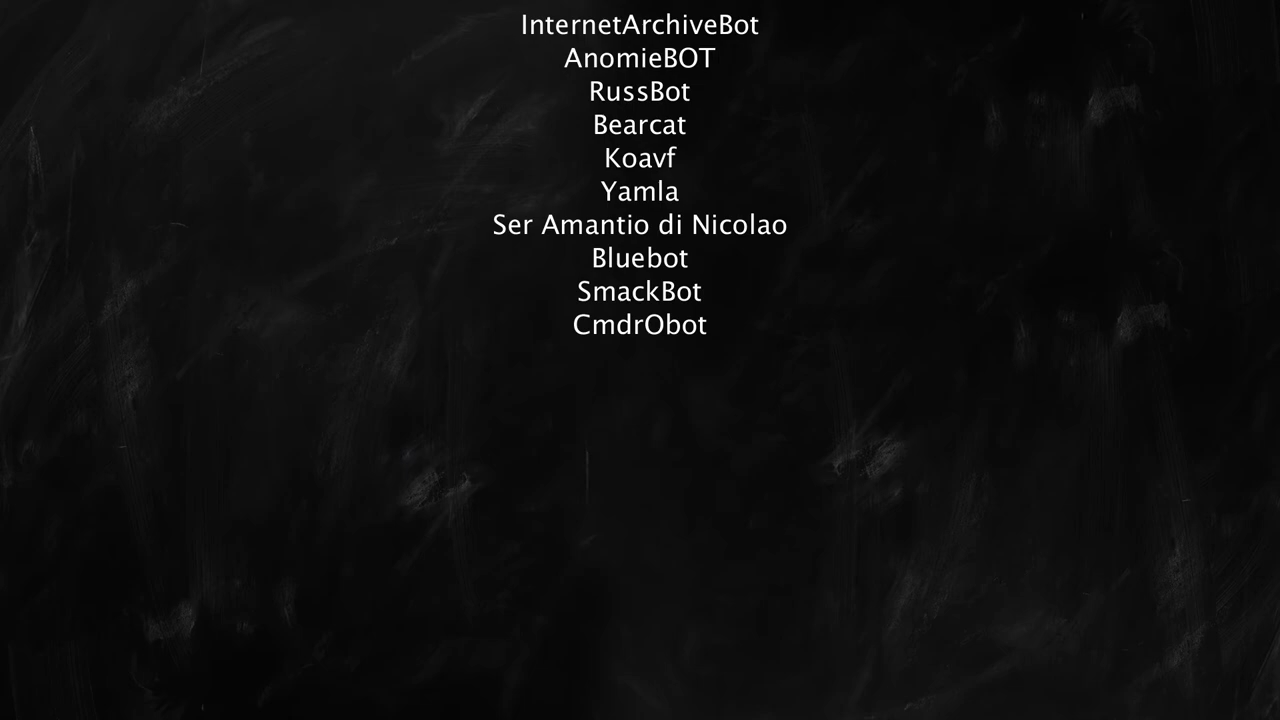 InternetArchiveBot
AnomieBOT
RussBot
Bearcat
Koavf
Yamla
Ser Amantio di Nicolao
Bluebot
SmackBot
CmdrObot